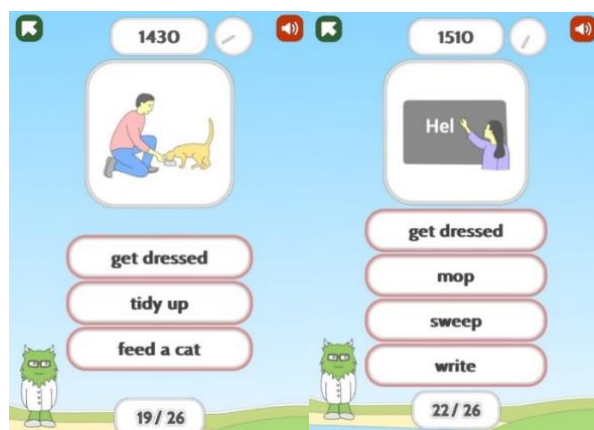 1430
get dressed
tidy up
feed a cat
19/26
1510
Hel
get dressed
mop
sweep
write
22/26